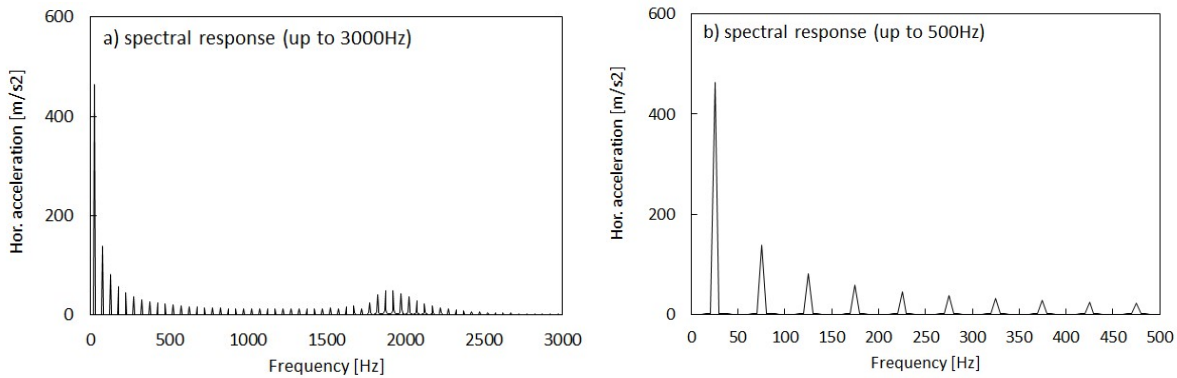 a) spectral response (up to 3000Hz)
Hor. acceleration [m/s2]
600
400
200
0
0 500 1000 1500 2000 2500 3000
Frequency [Hz]
b) spectral response (up to 500Hz)
Hor. acceleration [m/s2]
600
400
200
0
0 50 100 150 200 250 300 350 400 450 500
Frequency [Hz]